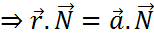 ⇒ r⃗.N⃗ = a⃗.N⃗